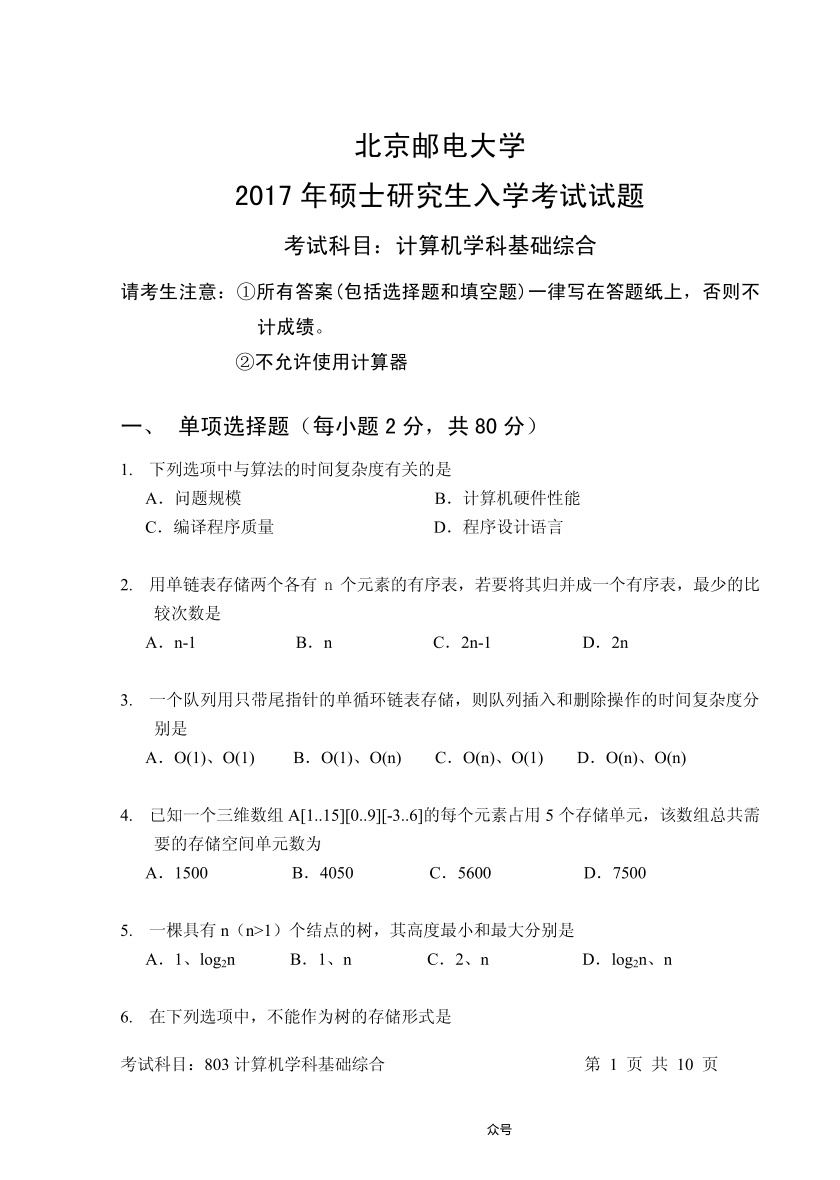 北京邮电大学
2017 年硕士研究生入学考试试题
考试科目：计算机学科基础综合
请考生注意：①所有答案(包括选择题和填空题)一律写在答题纸上，否则不
计成绩。
②不允许使用计算器
一、 单项选择题（每小题 2 分，共 80 分）
1. 下列选项中与算法的时间复杂度有关的是
A．问题规模 B．计算机硬件性能
C．编译程序质量 D．程序设计语言
2. 用单链表存储两个各有 n 个元素的有序表，若要将其归并成一个有序表，最少的比
较次数是
A．n-1 B．n C．2n-1 D．2n
3. 一个队列用只带尾指针的单循环链表存储，则队列插入和删除操作的时间复杂度分
别是
A．O(1)、O(1) B．O(1)、O(n) C．O(n)、O(1) D．O(n)、O(n)
4. 已知一个三维数组 A[1..15][0..9][-3..6]的每个元素占用 5 个存储单元，该数组总共需
要的存储空间单元数为
A．1500 B．4050 C．5600 D．7500
5. 一棵具有 n（n>1）个结点的树，其高度最小和最大分别是
A．1、log₂n B．1、n C．2、n D．log₂n、n
6. 在下列选项中，不能作为树的存储形式是
考试科目：803 计算机学科基础综合 第 1 页 共 10 页
众号